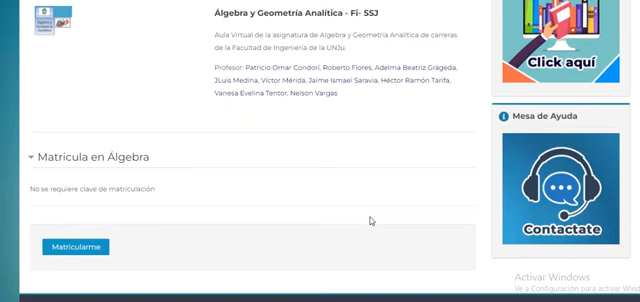 Álgebra y Geometría Analítica - Fi- SSJ
Aula Virtual de la asignatura de Algebra y Geometría Analítica de carreras
de la Facultad de Ingeniería de la UNJu.
Profesor: Patricio Omar Condorí, Roberto Flores, Adelma Beatriz Grágeda,
JLuis Medina, Víctor Mérida, Jaime Ismael Saravia, Héctor Ramón Tarifa,
Vanesa Evelina Tentor, Nelson Vargas
Matricula en Álgebra
No se requiere clave de matriculación
Matricularme
Click aquí
Mesa de Ayuda
Contactate
Activar Windows
Ve a Configuración para activar Wind